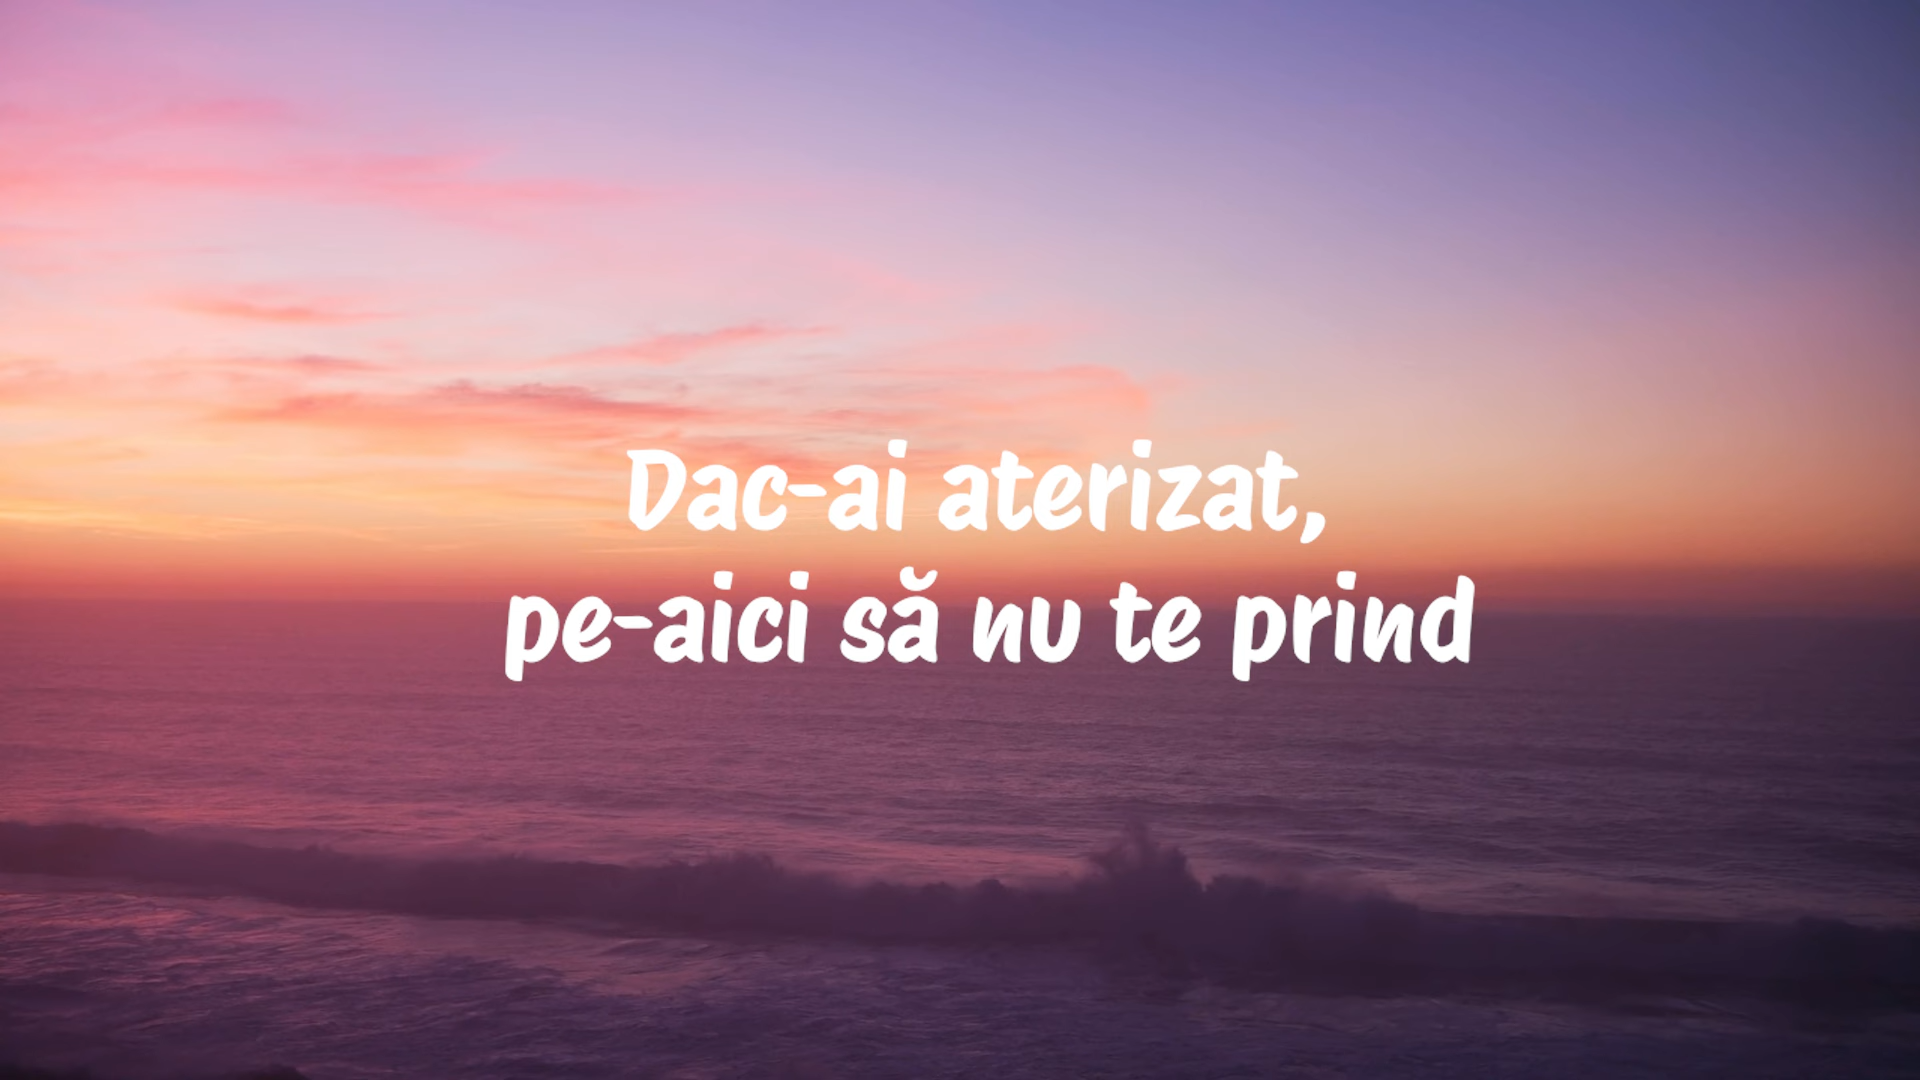 Dac-ai aterizat,
pe-aici să nu te prind